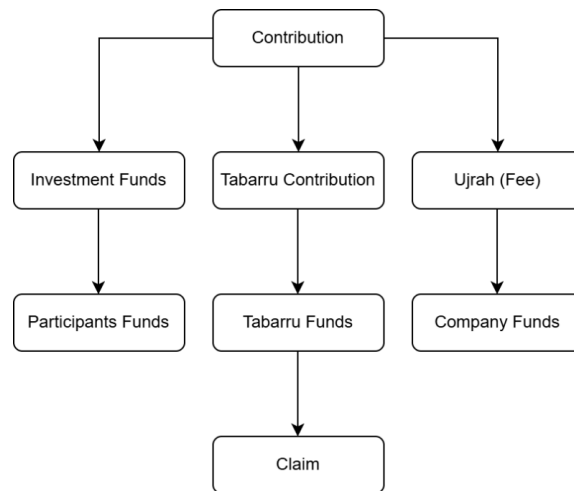 Contribution
Investment Funds
Tabarru Contribution
Ujrah (Fee)
Participants Funds
Tabarru Funds
Company Funds
Claim